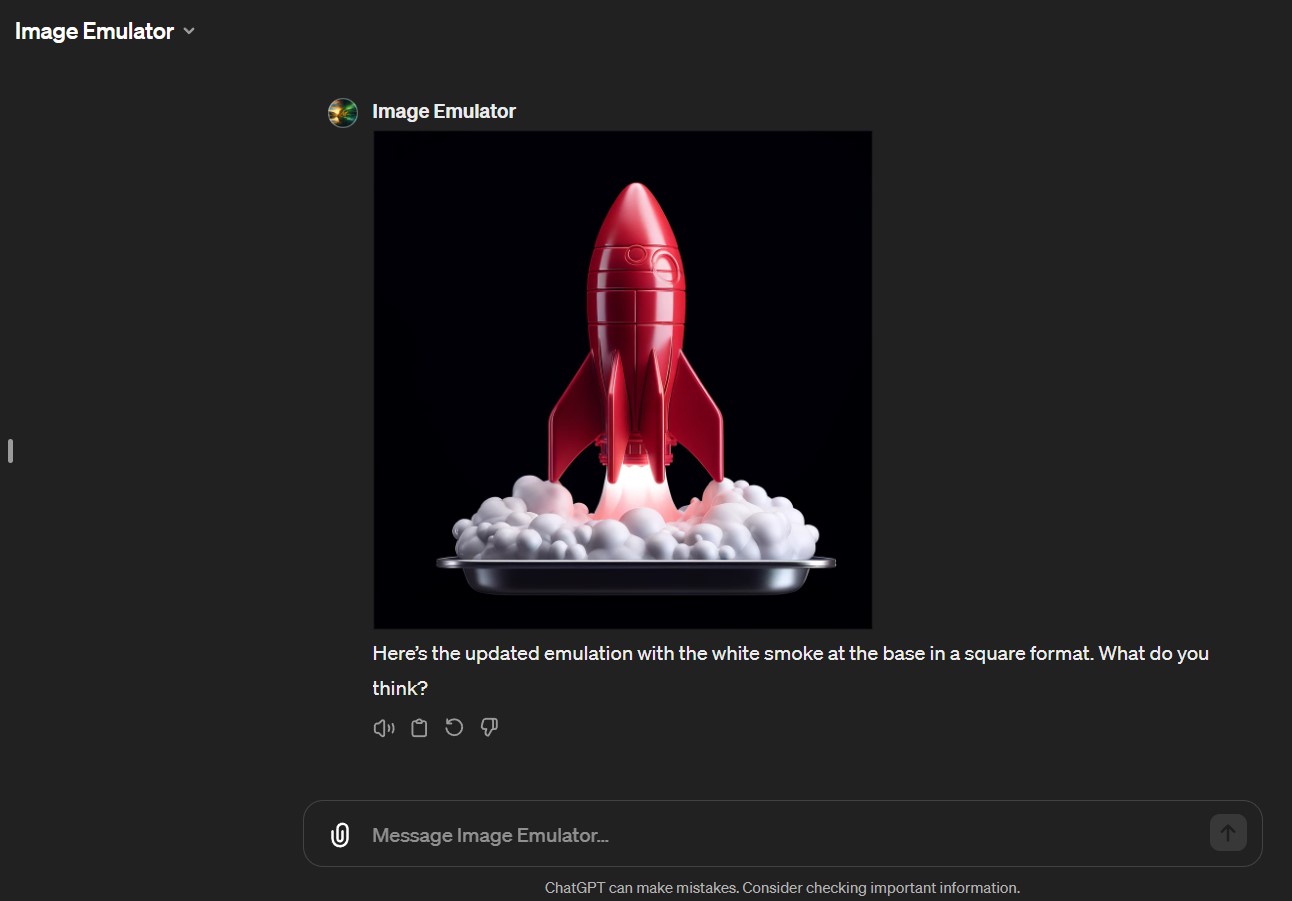 Image Emulator
Image Emulator
Here’s the updated emulation with the white smoke at the base in a square format. What do you
think?
Message Image Emulator...
ChatGPT can make mistakes. Consider checking important information.